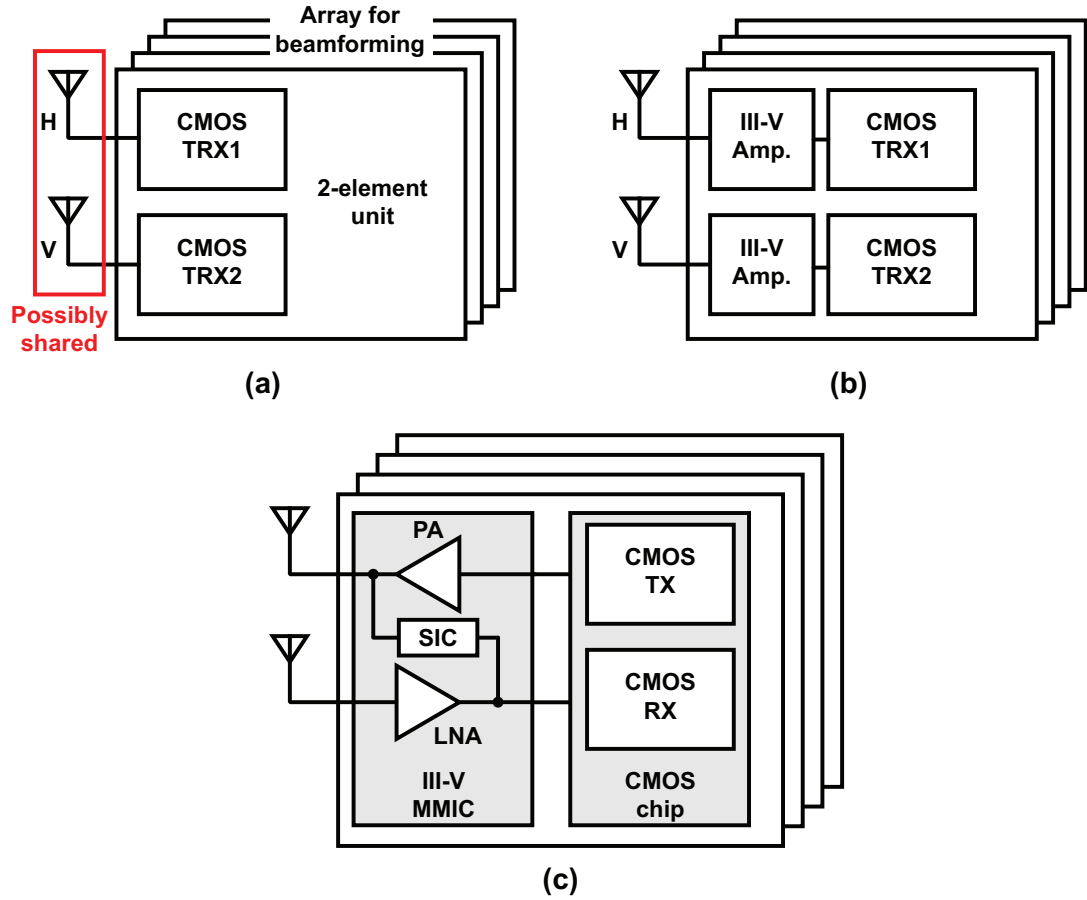 Array for
beamforming
H
CMOS
TRX1
2-element
unit
V
CMOS
TRX2
Possibly
shared
(a)
H
III-V
Amp.
CMOS
TRX1
V
III-V
Amp.
CMOS
TRX2
(b)
PA
CMOS
TX
SIC
CMOS
RX
LNA
III-V
MMIC
CMOS
chip
(c)